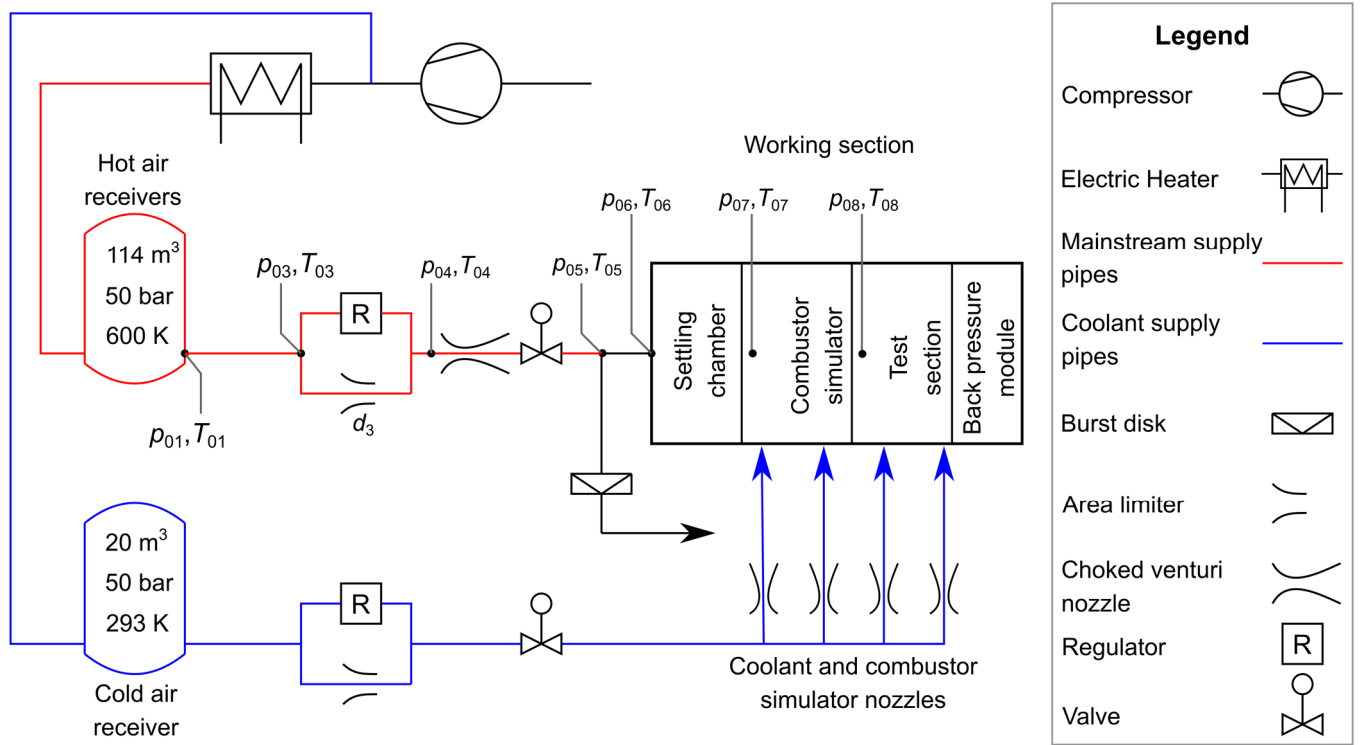 Hot air
receivers
114 m³
50 bar
600 K
p₀₁,T₀₁
p₀₃,T₀₃
R
d₃
p₀₄,T₀₄
p₀₅,T₀₅
p₀₆,T₀₆
Working section
p₀₇,T₀₇
p₀₈,T₀₈
Settling
chamber
Combustor
simulator
Test
section
Back pressure
module
20 m³
50 bar
293 K
Cold air
receiver
R
Coolant and combustor
simulator nozzles
Legend
Compressor
Electric Heater
Mainstream supply
pipes
Coolant supply
pipes
Burst disk
Area limiter
Choked venturi
nozzle
Regulator
R
Valve